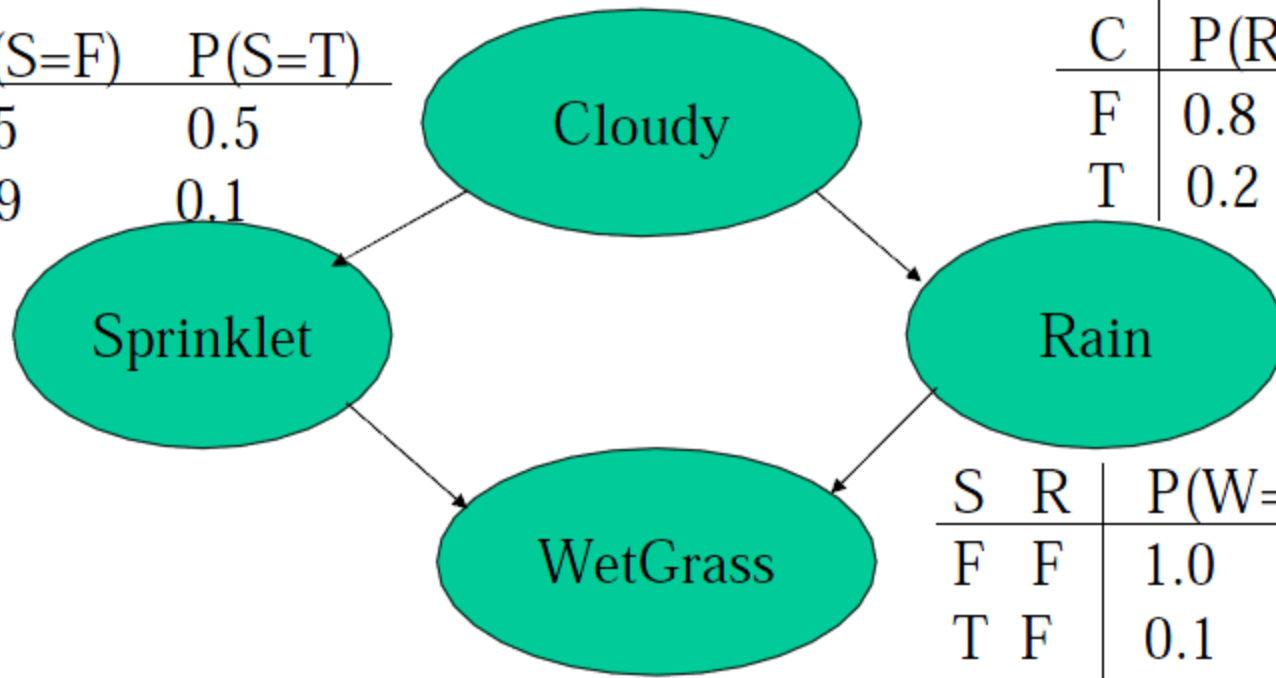 (S=F) P(S=T)
5 0.5
9 0.1
Cloudy
C P(R
F 0.8
T 0.2
Sprinklet
Rain
WetGrass
S R P(W=
F F 1.0
T F 0.1